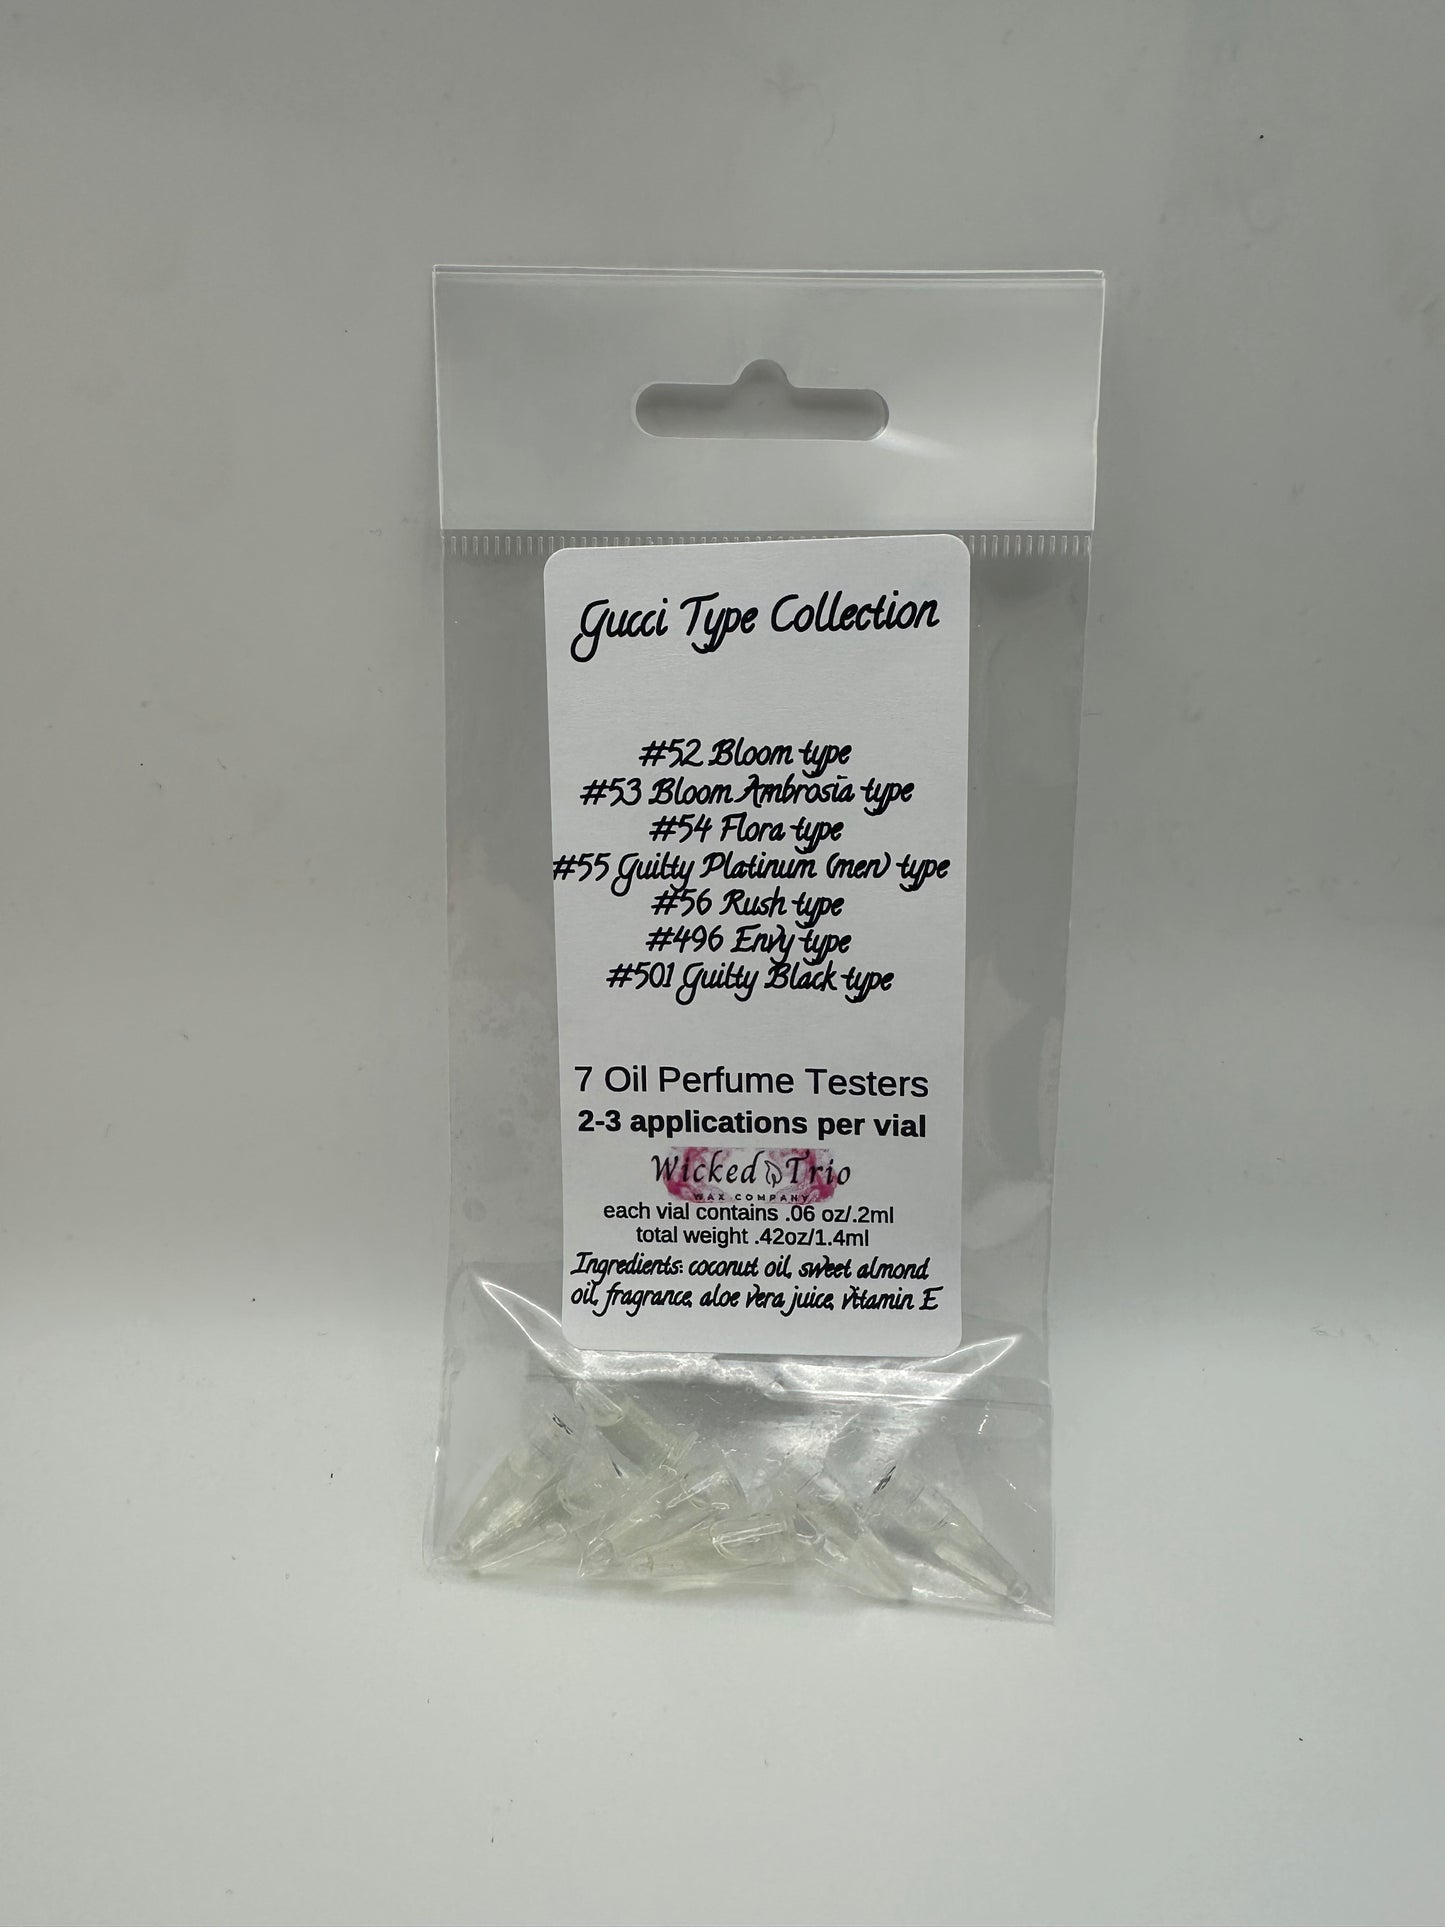 Gucci Type Collection
#52 Bloom type
#53 Bloom Ambrosia type
#54 Flora type
#55 Guilty Platinum (men) type
#56 Rush type
#496 Envy type
#501 Guilty Black type
7 Oil Perfume Testers
2-3 applications per vial
Wicked Trio
WAX COMPANY
each vial contains .06 oz/.2ml
total weight .42oz/1.4ml
Ingredients: coconut oil, sweet almond
oil, fragrance, aloe vera juice, vitamin E